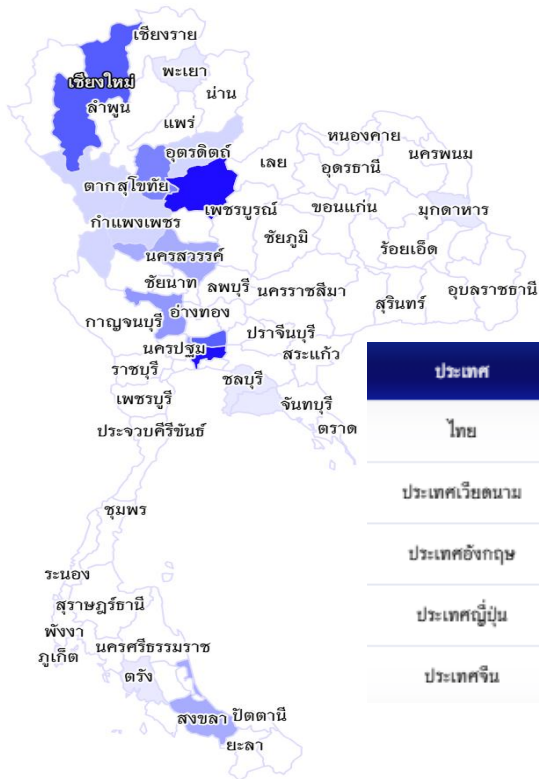 เชียงราย
พะเยา
เชียงใหม่
น่าน
ลำพูน
แพร่
หนองคาย
อุตรดิตถ์
เลย
นครพนม
อุดรธานี
ตาก
สุโขทัย
เพชรบูรณ์
ขอนแก่น
มุกดาหาร
กำแพงเพชร
ชัยภูมิ
ร้อยเอ็ด
นครสวรรค์
ชัยนาท
ลพบุรี
นครราชสีมา
สุรินทร์
อุบลราชธานี
อ่างทอง
กาญจนบุรี
ปราจีนบุรี
นครปฐม
สระแก้ว
ราชบุรี
ชลบุรี
เพชรบุรี
จันทบุรี
ตราด
ประจวบคีรีขันธ์
ชุมพร
ระนอง
สุราษฎร์ธานี
พังงา
นครศรีธรรมราช
ภูเก็ต
ตรัง
สงขลา
ปัตตานี
ยะลา
ประเทศ
ไทย
ประเทศเวียดนาม
ประเทศอังกฤษ
ประเทศญี่ปุ่น
ประเทศจีน